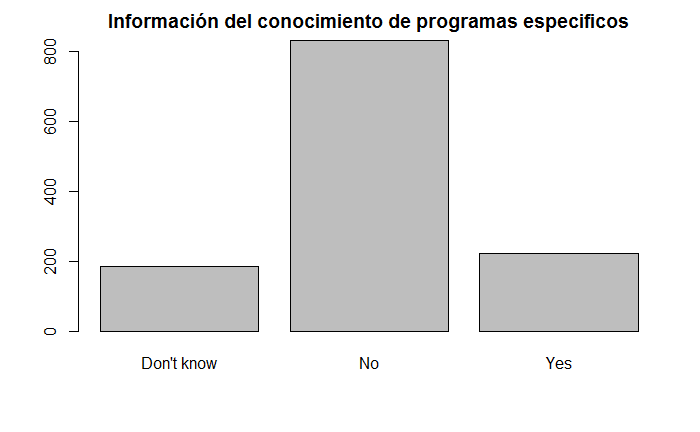 Información del conocimiento de programas especificos
800
600
400
200
0
Don't know No Yes